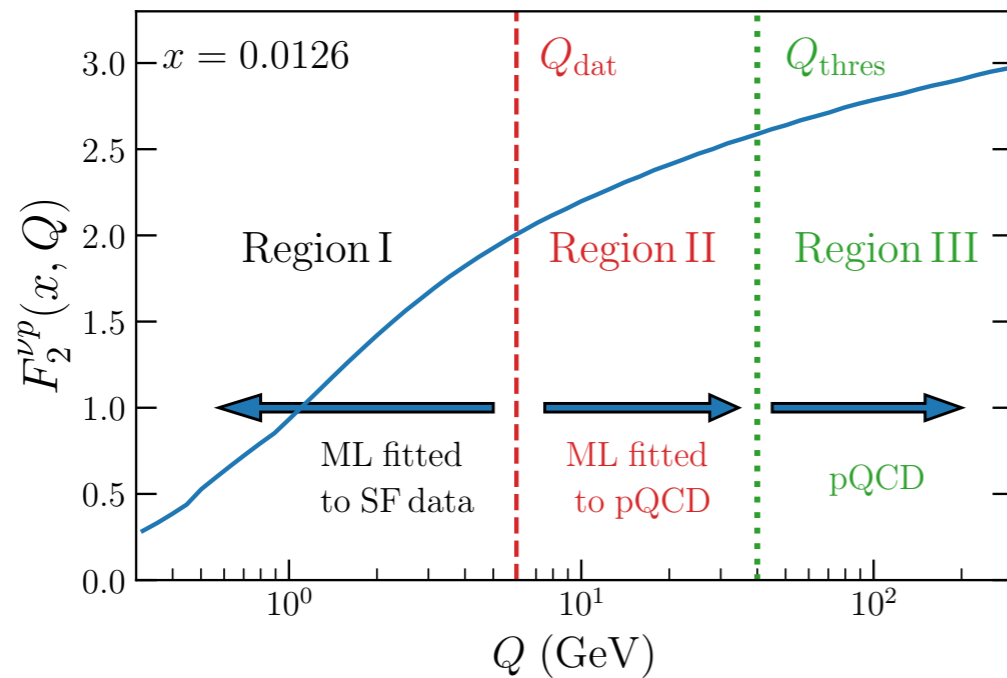 x = 0.0126
Q_dat
Q_thres
3.0
2.5
2.0
1.5
1.0
0.5
0.0
F_2^{νp}(x, Q)
Region I
Region II
Region III
ML fitted
to SF data
ML fitted
to pQCD
pQCD
10^0
10^1
10^2
Q (GeV)